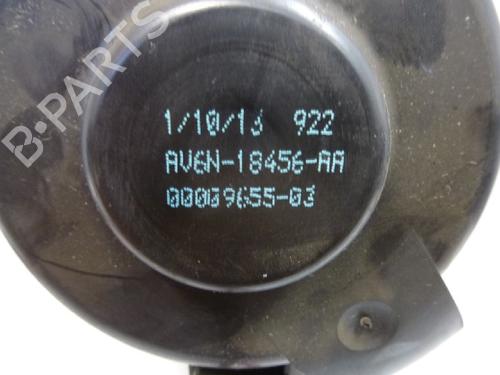 B-PARTS
1/10/13 922
AV6N-18456-AA
00009655-03